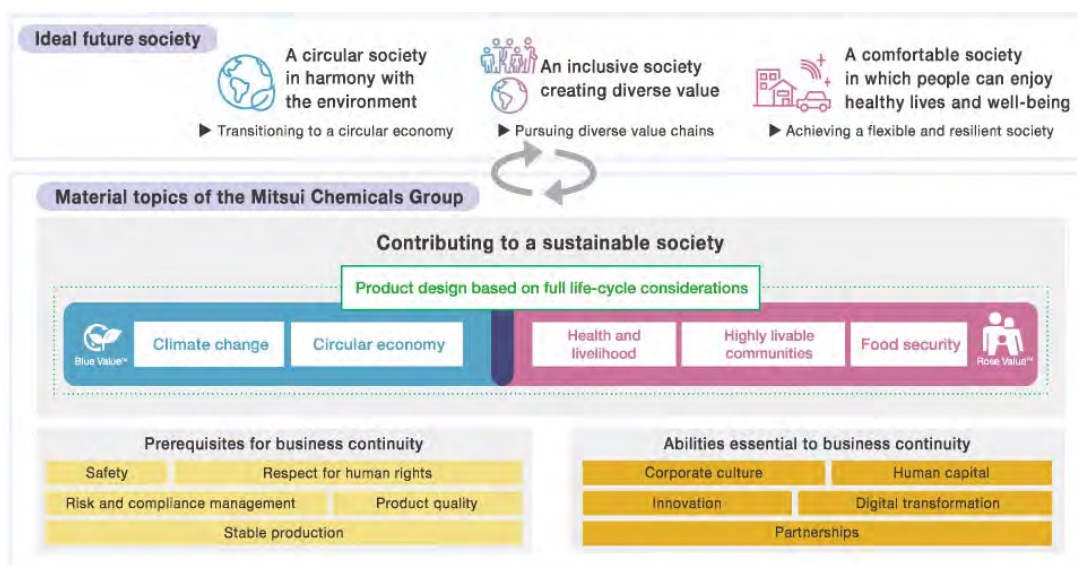 Ideal future society
A circular society
in harmony with
the environment
▶ Transitioning to a circular economy
An inclusive society
creating diverse value
▶ Pursuing diverse value chains
A comfortable society
in which people can enjoy
healthy lives and well-being
▶ Achieving a flexible and resilient society
Material topics of the Mitsui Chemicals Group
Contributing to a sustainable society
Product design based on full life-cycle considerations
Blue Value™
Climate change
Circular economy
Health and
livelihood
Highly livable
communities
Food security
Rose Value™
Prerequisites for business continuity
Safety
Respect for human rights
Risk and compliance management
Product quality
Stable production
Abilities essential to business continuity
Corporate culture
Human capital
Innovation
Digital transformation
Partnerships